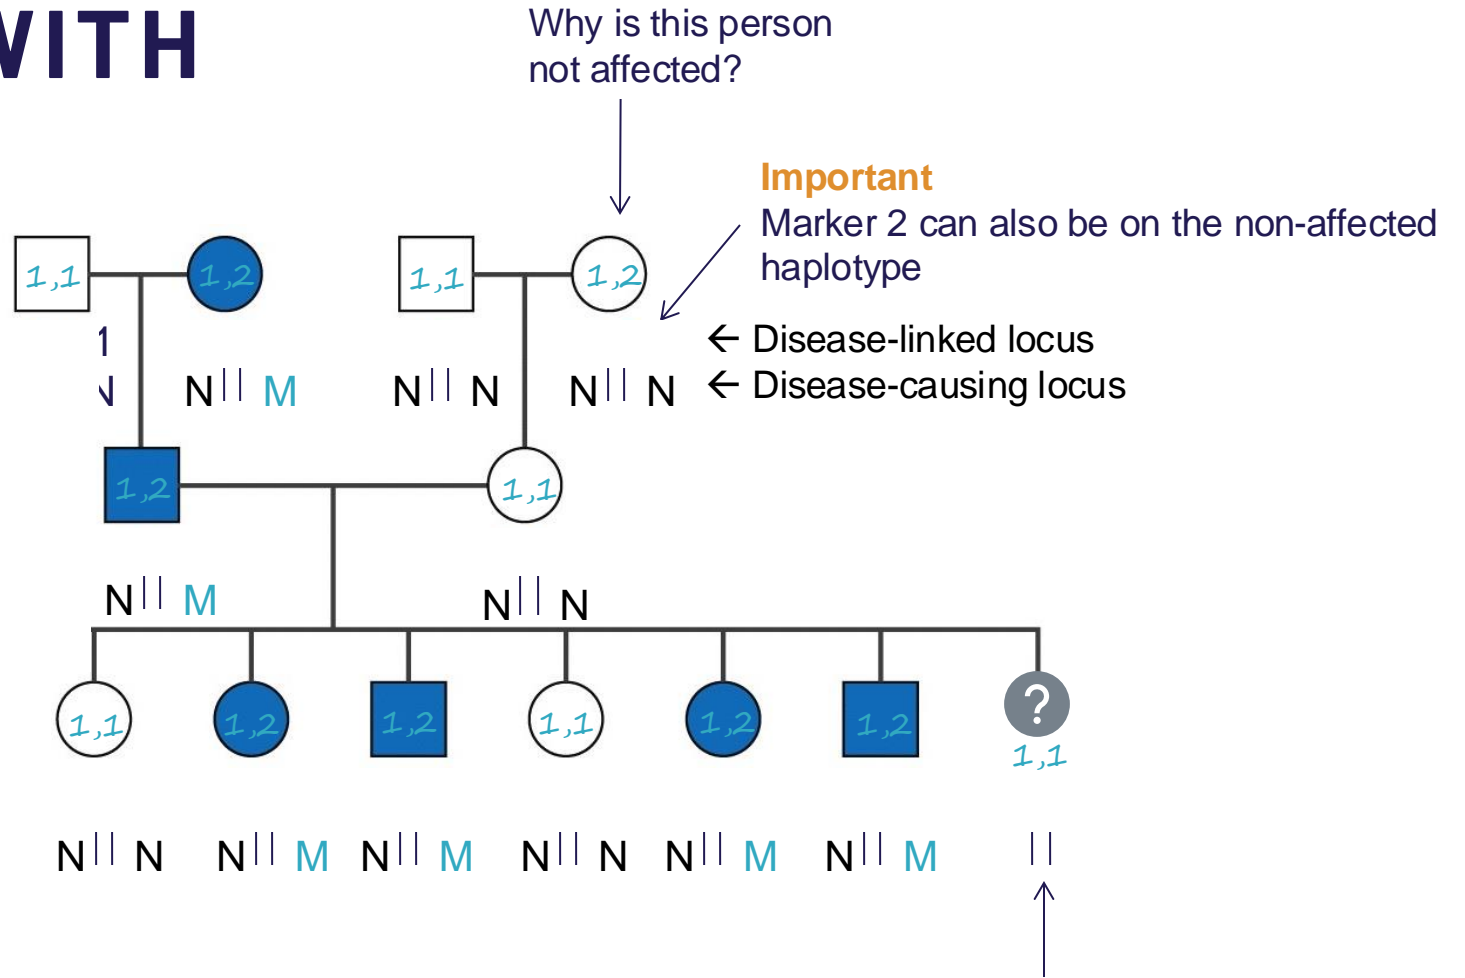 WITH
Why is this person
not affected?
Important
Marker 2 can also be on the non-affected
haplotype
1,1 1,2 1,1 1,2
1 ← Disease-linked locus
N N || M N || N N || N ← Disease-causing locus
1,2 1,1
N || M N || N
1,1 1,2 1,2 1,1 1,2 1,2 ?
1,1
N || N N || M N || M N || N N || M N || M ||